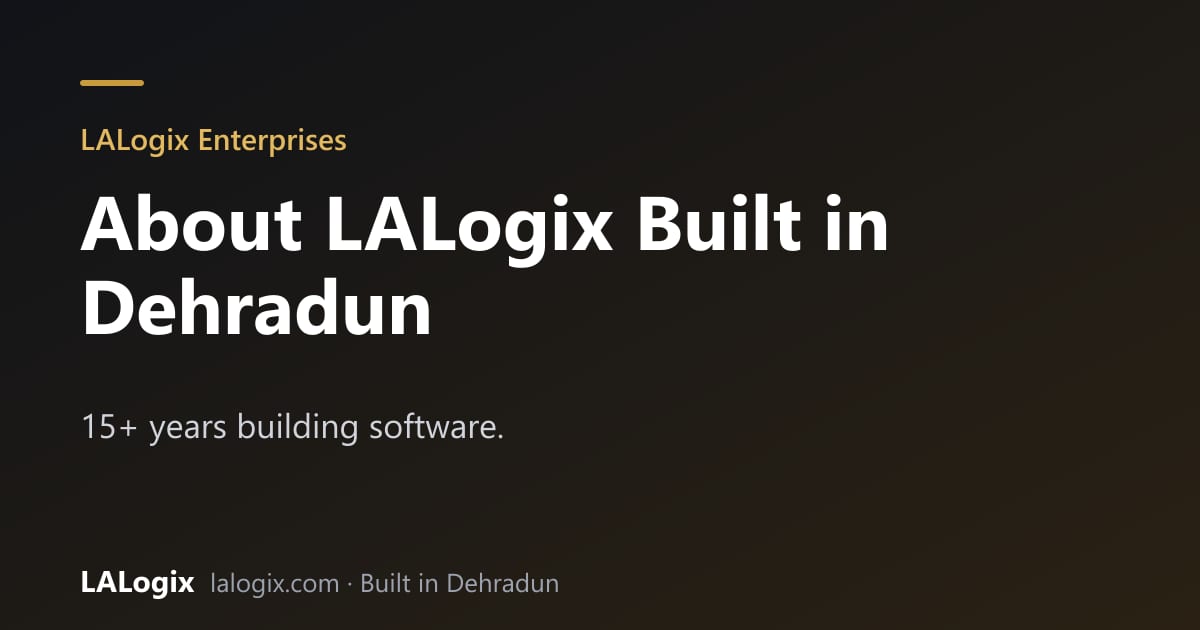 LALogix Enterprises
About LALogix Built in
Dehradun
15+ years building software.
LALogix lalogix.com · Built in Dehradun